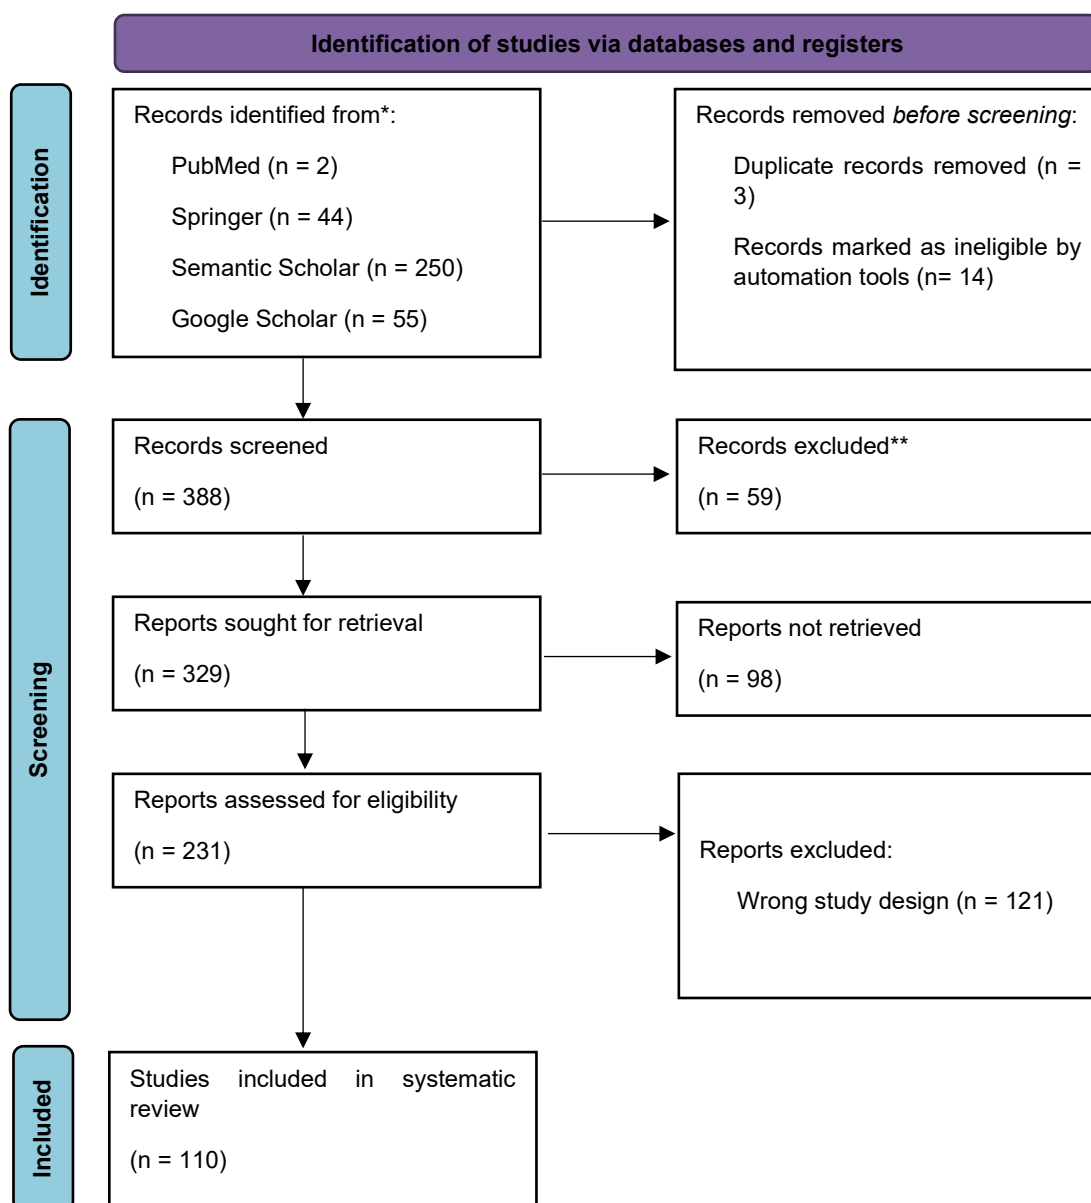 Identification of studies via databases and registers
Identification
Records identified from*:
PubMed (n = 2)
Springer (n = 44)
Semantic Scholar (n = 250)
Google Scholar (n = 55)
Records removed before screening:
Duplicate records removed (n =
3)
Records marked as ineligible by
automation tools (n= 14)
Screening
Records screened
(n = 388)
Records excluded**
(n = 59)
Reports sought for retrieval
(n = 329)
Reports not retrieved
(n = 98)
Reports assessed for eligibility
(n = 231)
Reports excluded:
Wrong study design (n = 121)
Included
Studies included in systematic
review
(n = 110)